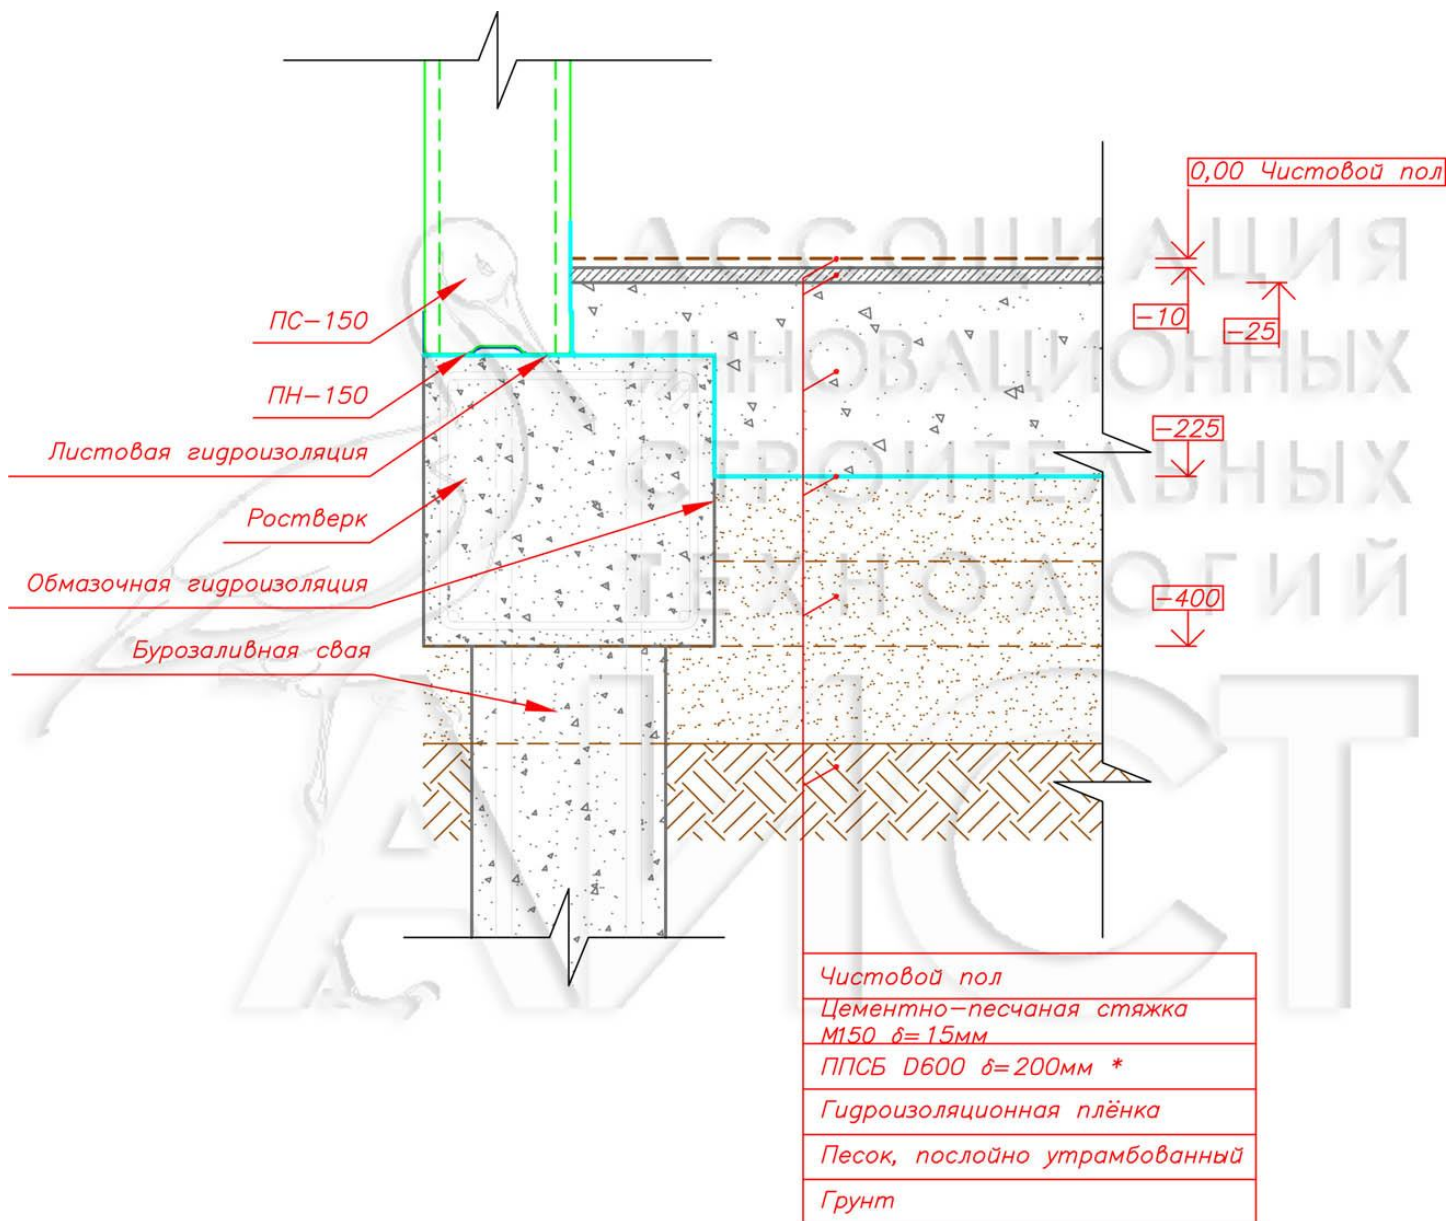 0,00 Чистовой пол
АССОЦИАЦИЯ
ИННОВАЦИОННЫХ
СТРОИТЕЛЬНЫХ
ТЕХНОЛОГИЙ
АИСТ
-10
-25
-225
-400
ПС-150
ПН-150
Листовая гидроизоляция
Ростверк
Обмазочная гидроизоляция
Бурозаливная свая
Чистовой пол
Цементно-песчаная стяжка
М150 δ=15мм
ППСБ D600 δ=200мм *
Гидроизоляционная плёнка
Песок, послойно утрамбованный
Грунт